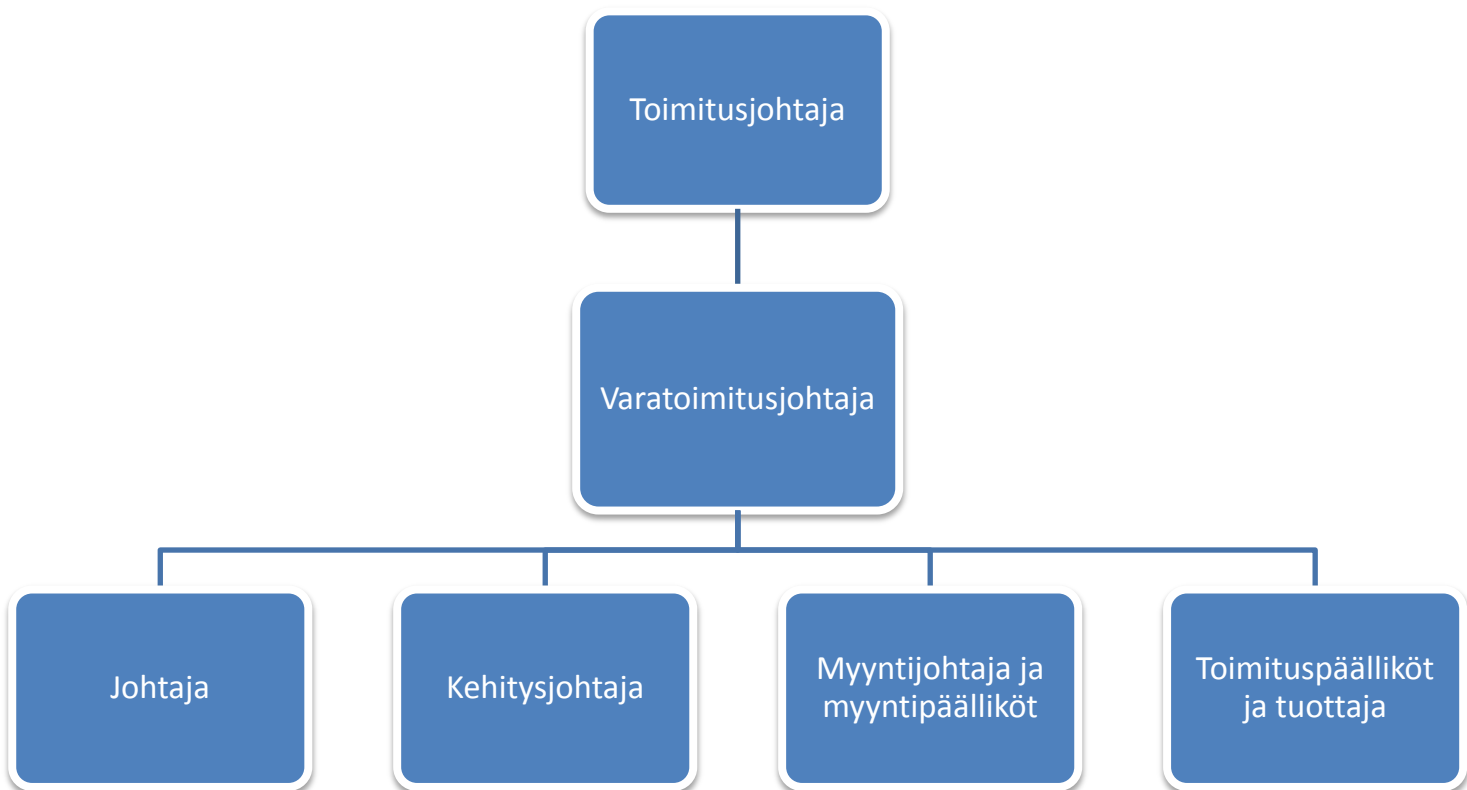 Toimitusjohtaja
Varatoimitusjohtaja
Johtaja
Kehitysjohtaja
Myyntijohtaja ja
myyntipäälliköt
Toimituspäälliköt
ja tuottaja